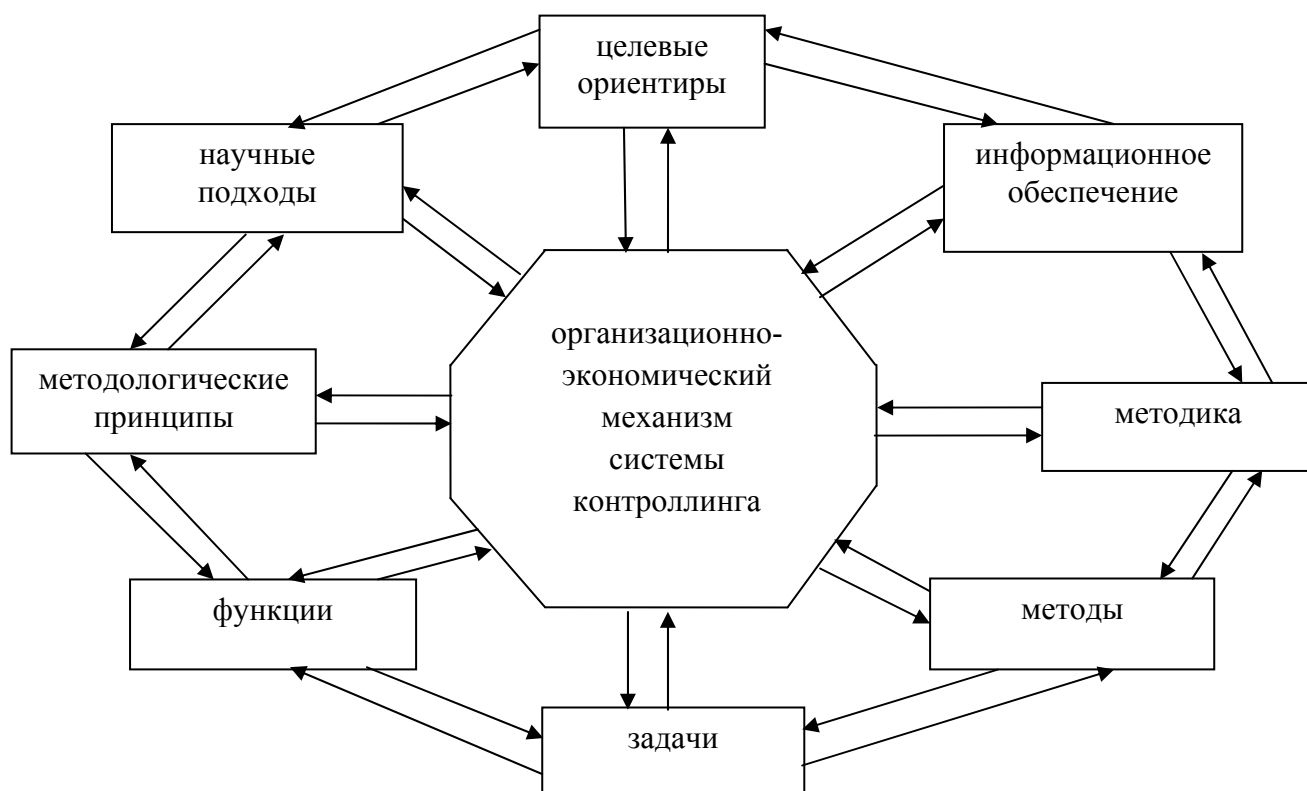 целевые
ориентиры
научные
подходы
информационное
обеспечение
организационно-
экономический
механизм
системы
контроллинга
методологические
принципы
методика
функции
методы
задачи